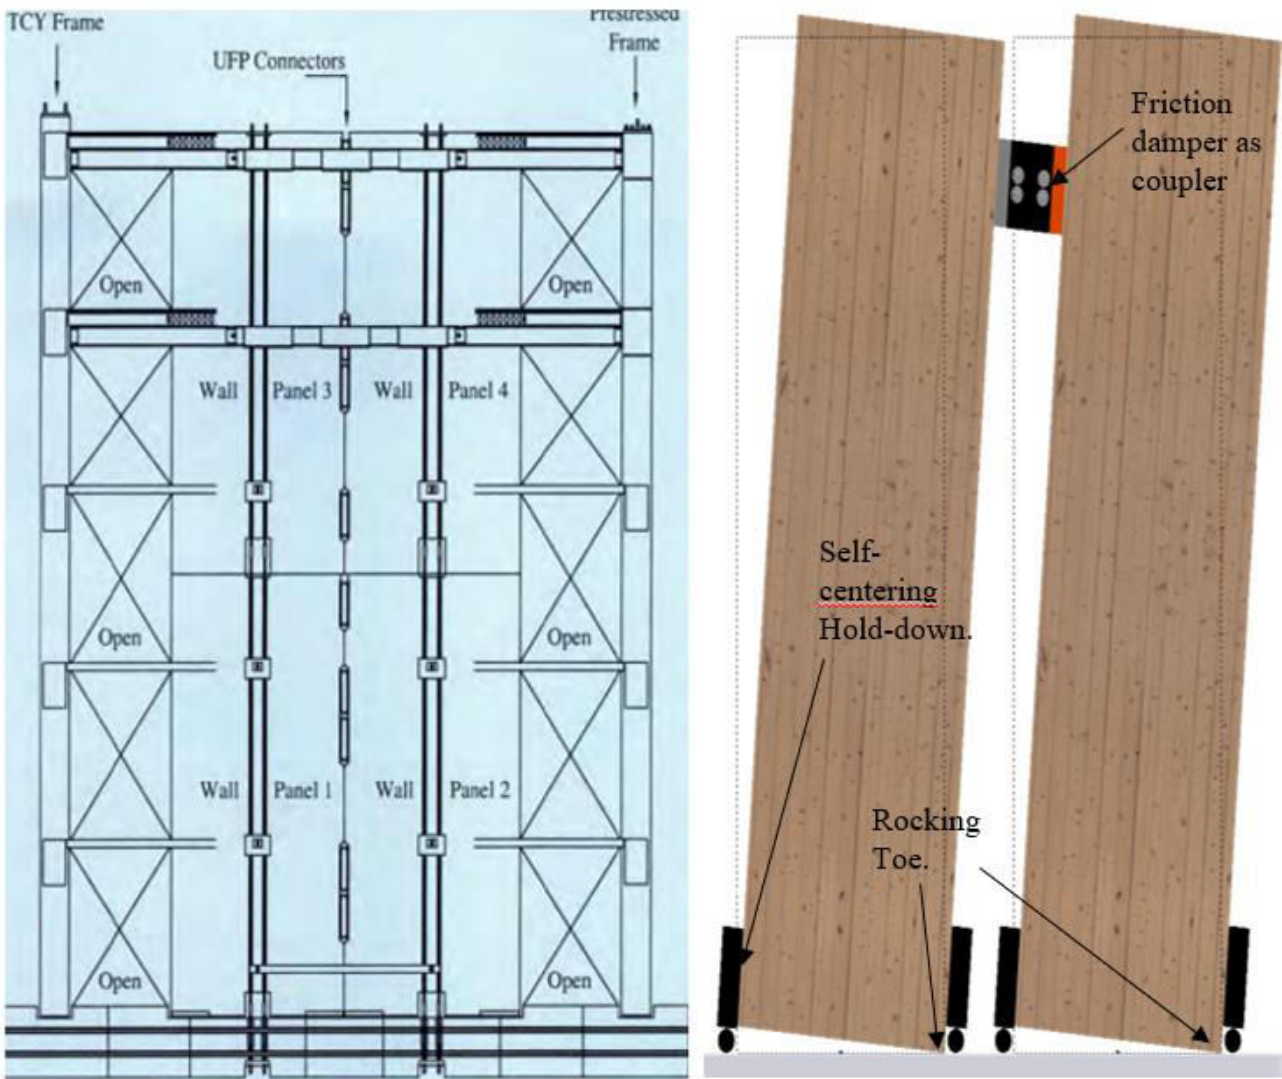 TCY Frame
Prestressed
Frame
UFP Connectors
Open
Open
Wall Panel 3 Wall Panel 4
Open
Open
Wall Panel 1 Wall Panel 2
Open
Open
Friction
damper as
coupler
Self-
centering
Hold-down.
Rocking
Toe.